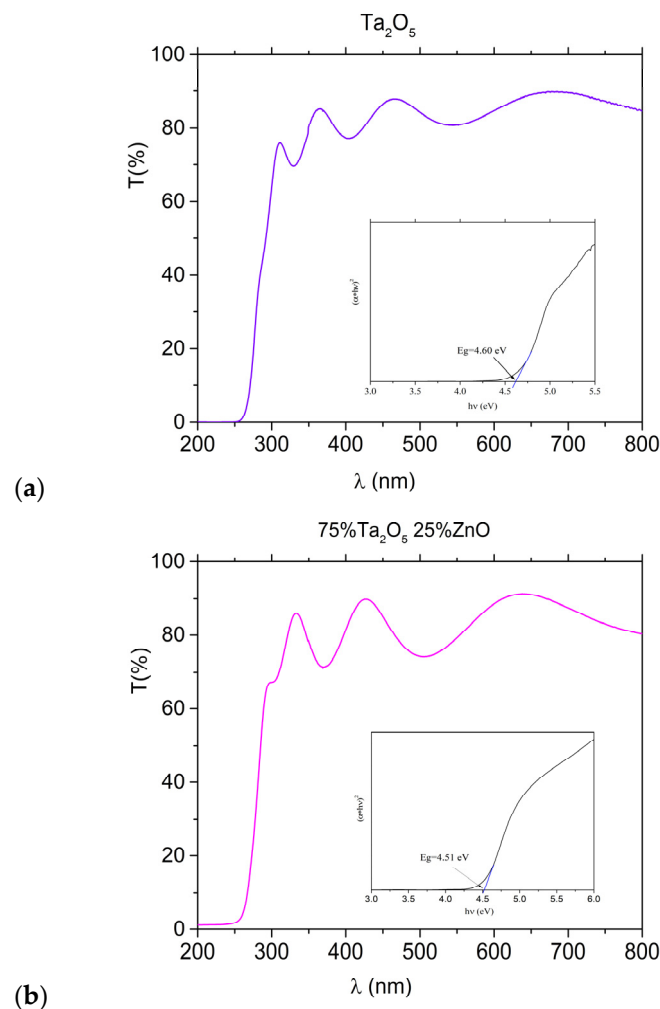 Ta₂O₅
100
80
60
40
20
0
T(%)
200 300 400 500 600 700 800
λ (nm)
(α*hν)²
Eg=4.60 eV
3.0 3.5 4.0 4.5 5.0 5.5
hν (eV)
(a)
75%Ta₂O₅ 25%ZnO
100
80
60
40
20
0
T(%)
200 300 400 500 600 700 800
λ (nm)
(α*hν)²
Eg=4.51 eV
3.0 3.5 4.0 4.5 5.0 5.5 6.0
hν (eV)
(b)